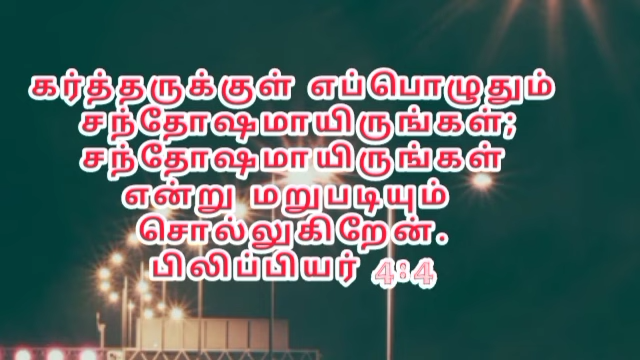 கர்த்தருக்குள் எப்பொழுதும்
சந்தோஷமாயிருங்கள்;
சந்தோஷமாயிருங்கள்
என்று மறுபடியும்
சொல்லுகிறேன்.
பிலிப்பியர் 4:4